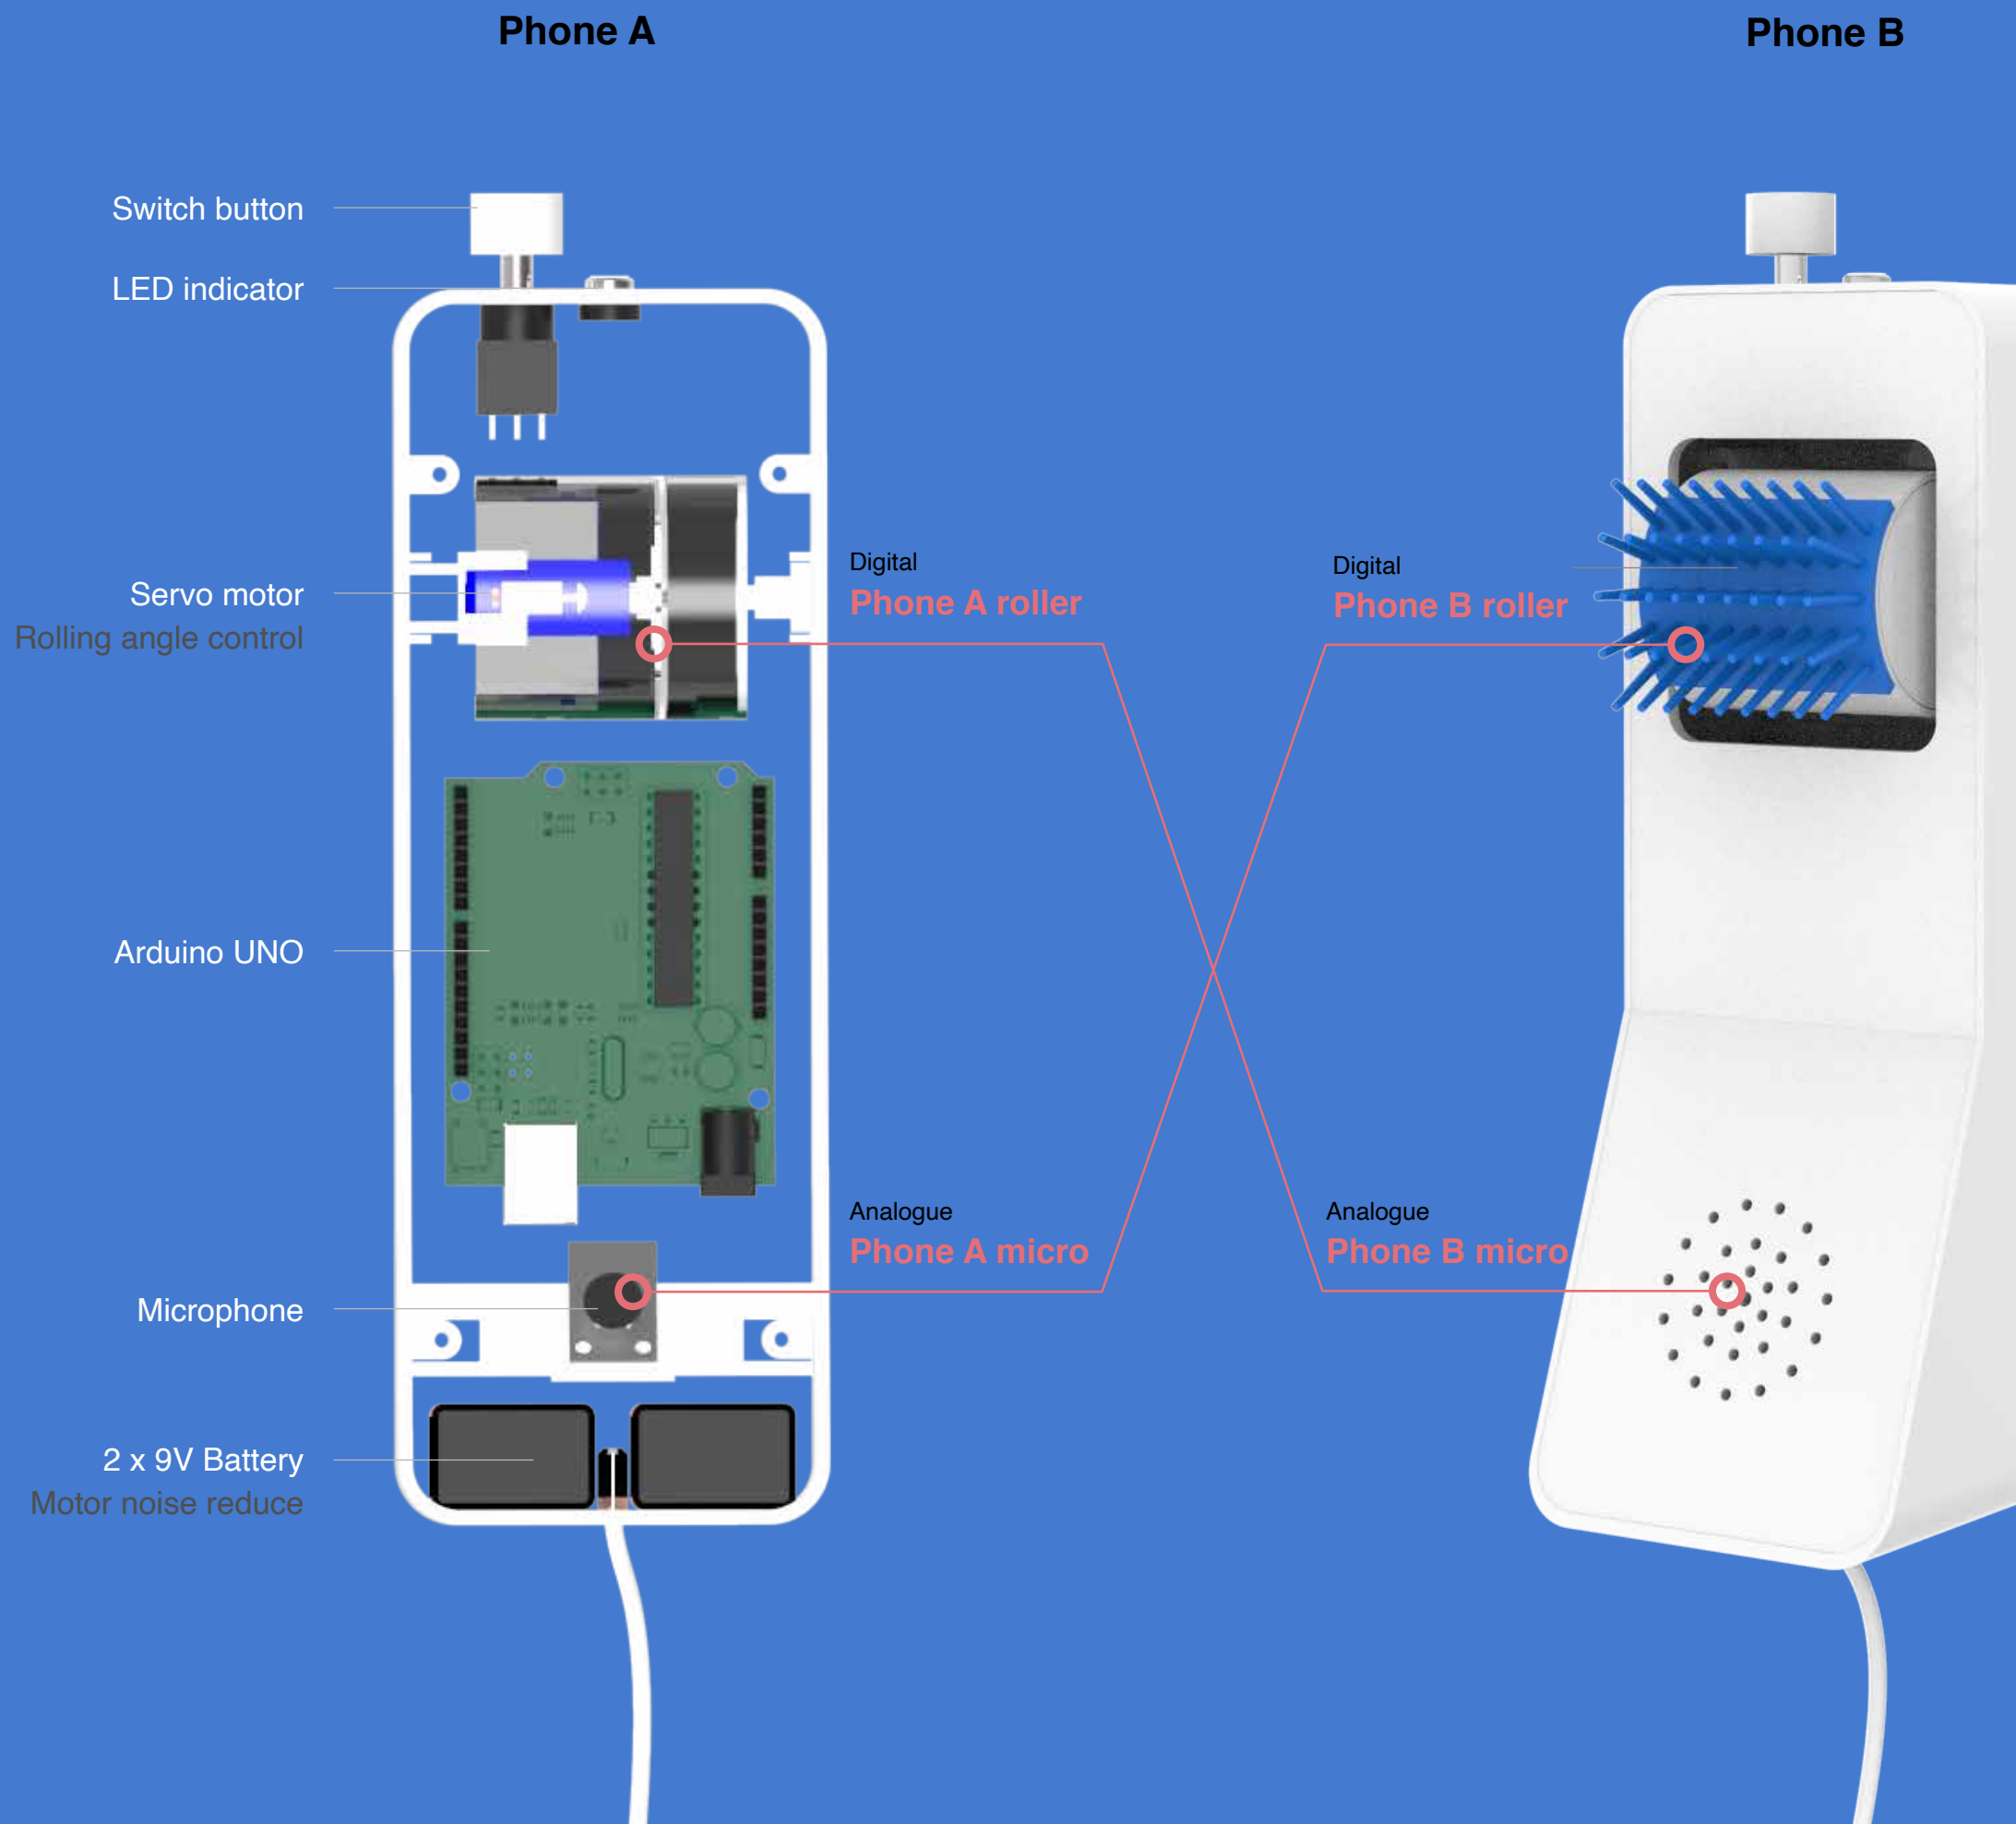 Phone A
Phone B
Switch button
LED indicator
Servo motor
Rolling angle control
Arduino UNO
Microphone
2 x 9V Battery
Motor noise reduce
Digital
Phone A roller
Digital
Phone B roller
Analogue
Phone A micro
Analogue
Phone B micro